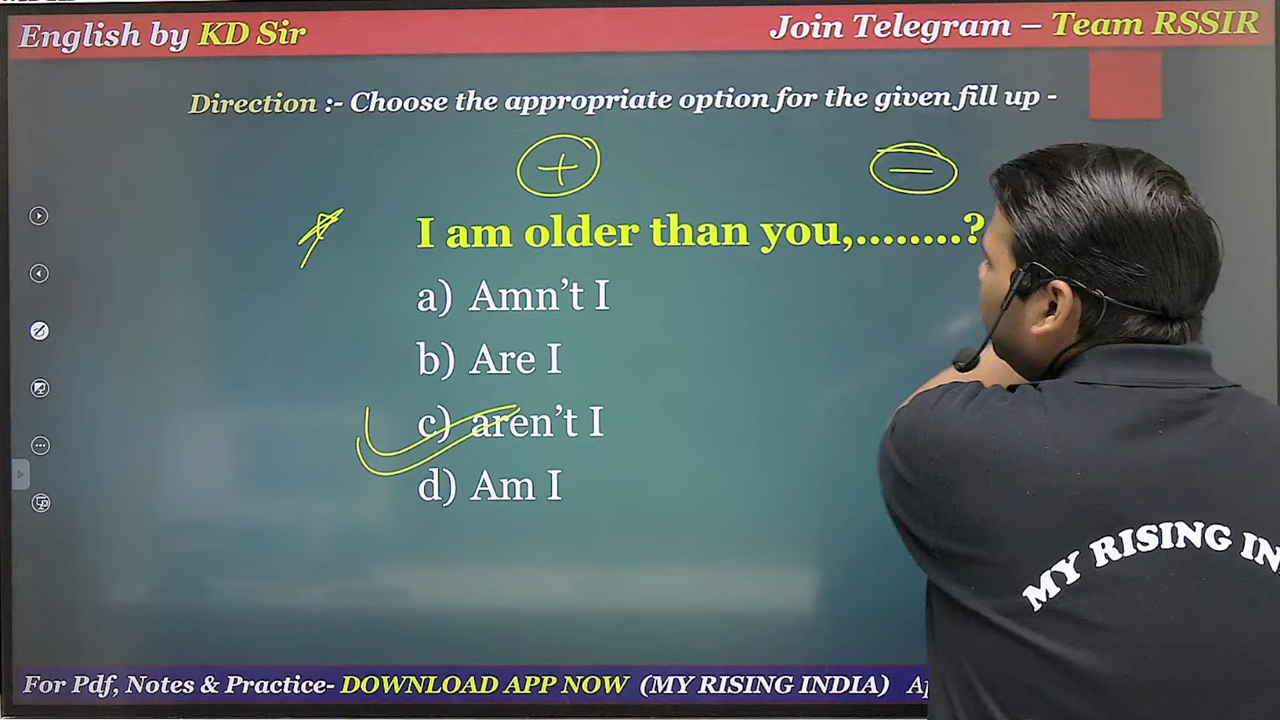 English by KD Sir
Join Telegram – Team RSSIR
Direction :- Choose the appropriate option for the given fill up -
+
−
I am older than you,........?
a) Amn't I
b) Are I
c) aren't I
d) Am I
MY RISING
For Pdf, Notes & Practice- DOWNLOAD APP NOW (MY RISING INDIA)